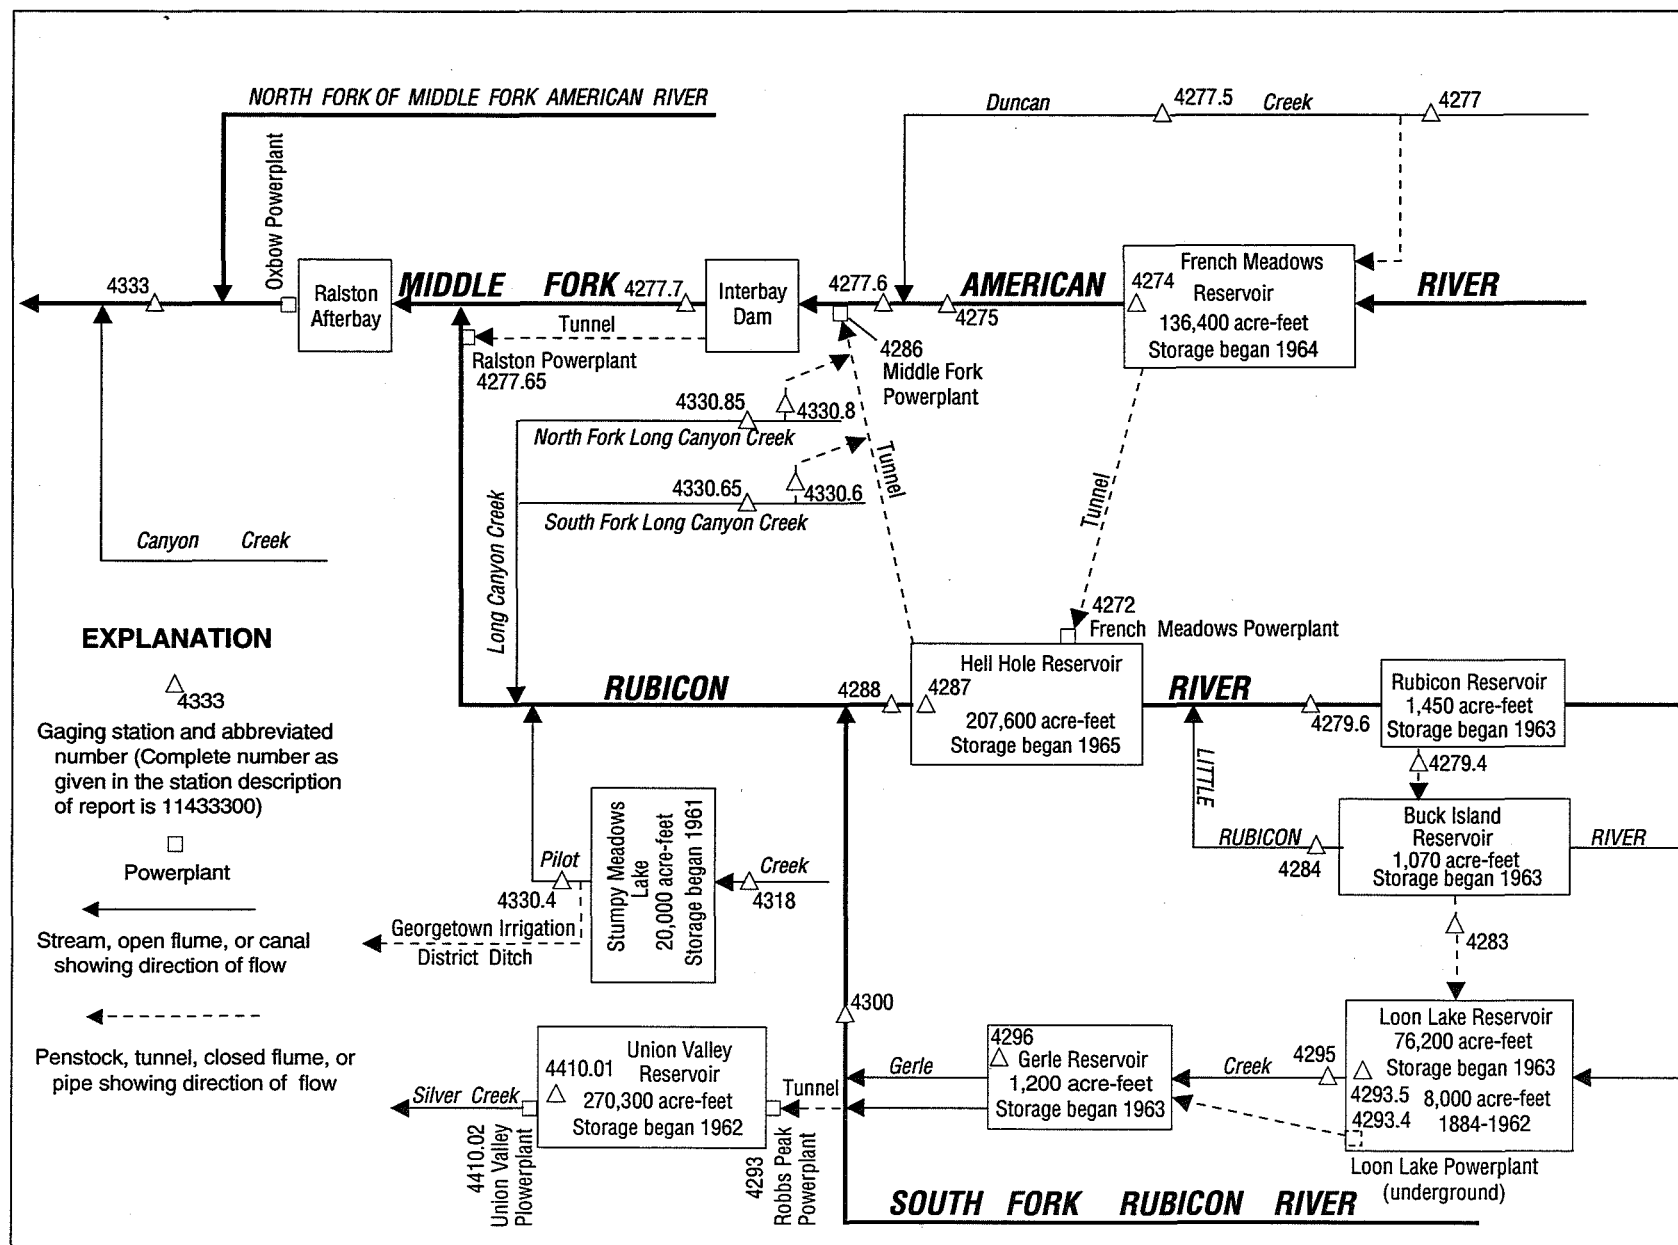 NORTH FORK OF MIDDLE FORK AMERICAN RIVER
Duncan
4277.5
Creek
4277
Oxbow Powerplant
4333
Ralston
Afterbay
MIDDLE FORK
4277.7
Interbay
Dam
4277.6
AMERICAN
4275
French Meadows
4274
Reservoir
136,400 acre-feet
Storage began 1964
RIVER
Tunnel
Ralston Powerplant
4277.65
4286
Middle Fork
Powerplant
4330.85
4330.8
North Fork Long Canyon Creek
4330.65
4330.6
South Fork Long Canyon Creek
Tunnel
Tunnel
Long Canyon Creek
Canyon Creek
4272
French Meadows Powerplant
EXPLANATION
4333
Gaging station and abbreviated
number (Complete number as
given in the station description
of report is 11433300)
Powerplant
Stream, open flume, or canal
showing direction of flow
Penstock, tunnel, closed flume, or
pipe showing direction of flow
RUBICON
4288
Hell Hole Reservoir
4287
207,600 acre-feet
Storage began 1965
RIVER
4279.6
Rubicon Reservoir
1,450 acre-feet
Storage began 1963
4279.4
LITTLE
RUBICON
4284
Buck Island
Reservoir
1,070 acre-feet
Storage began 1963
RIVER
4283
Pilot
4330.4
Stumpy Meadows
Lake
20,000 acre-feet
Storage began 1961
Creek
4318
Georgetown Irrigation
District Ditch
4300
Silver Creek
4410.02
Union Valley
Plowerplant
4410.01
Union Valley
Reservoir
270,300 acre-feet
Storage began 1962
Tunnel
4293
Robbs Peak
Powerplant
Gerle
4296
Gerle Reservoir
1,200 acre-feet
Storage began 1963
Creek
4295
Loon Lake Reservoir
76,200 acre-feet
Storage began 1963
4293.5
8,000 acre-feet
4293.4
1884-1962
Loon Lake Powerplant
(underground)
SOUTH FORK RUBICON RIVER